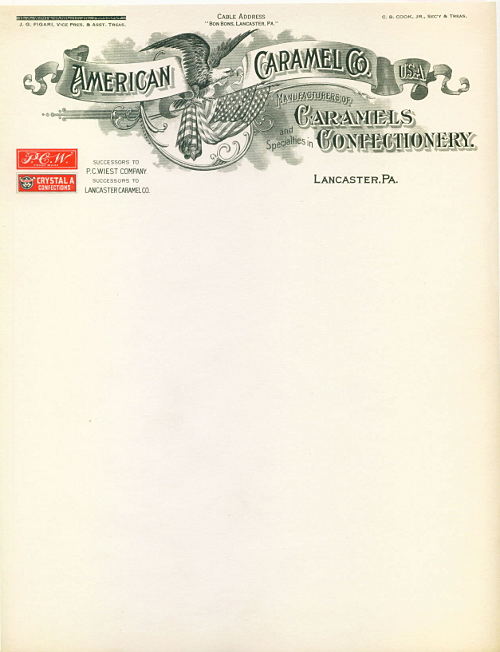 J. G. FIGARI, VICE PRES. & ASST. TREAS.
CABLE ADDRESS
"BON BONS, LANCASTER, PA."
C. S. COOK, JR., SEC'Y & TREAS.
AMERICAN CARAMEL CO. U.S.A.
MANUFACTURERS OF
CARAMELS
and Specialties in
CONFECTIONERY.
LANCASTER, PA.
P.C.W.
CRYSTAL A
CONFECTIONS
SUCCESSORS TO
P.C. WIEST COMPANY.
SUCCESSORS TO
LANCASTER CARAMEL CO.